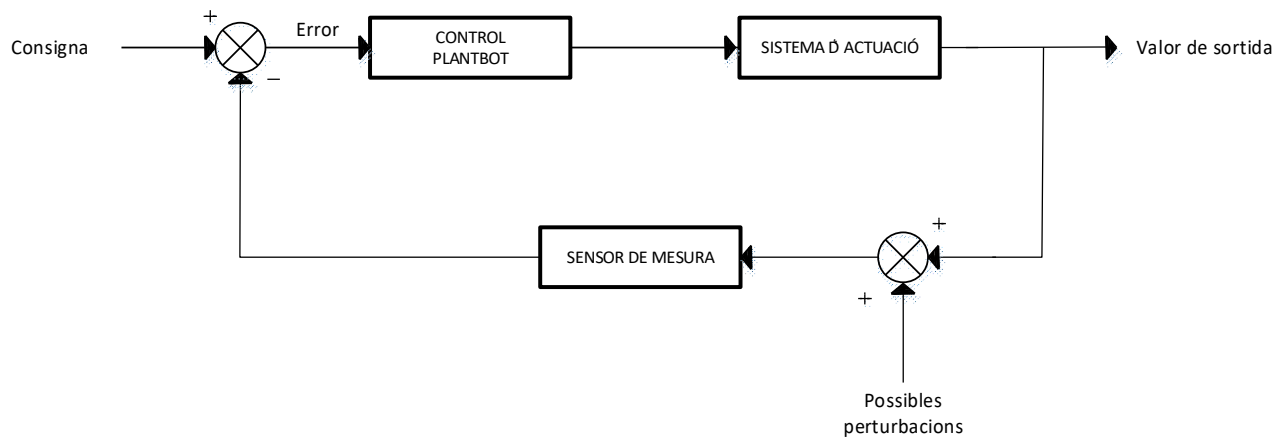 +
Consigna
Error
CONTROL
PLANTBOT
SISTEMA D' ACTUACIÓ
Valor de sortida
−
+
SENSOR DE MESURA
+
Possibles
perturbacions